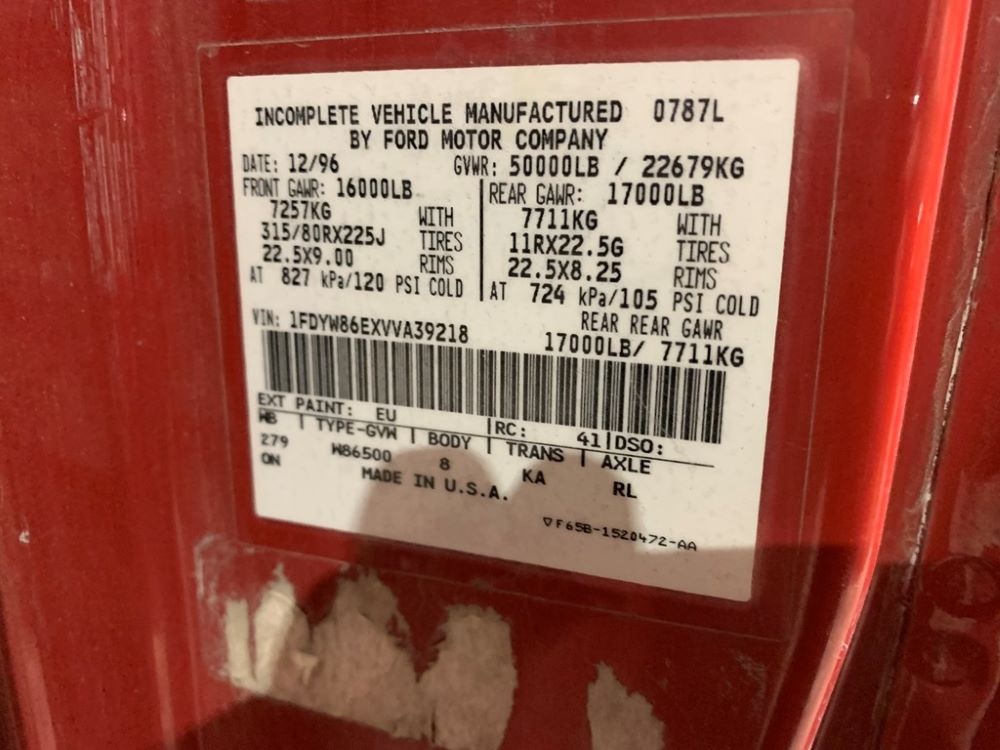 INCOMPLETE VEHICLE MANUFACTURED 0787L
BY FORD MOTOR COMPANY
DATE: 12/96 GVWR: 50000LB / 22679KG
FRONT GAWR: 16000LB REAR GAWR: 17000LB
7257KG WITH 7711KG WITH
315/80RX225J TIRES 11RX22.5G TIRES
22.5X9.00 RIMS 22.5X8.25 RIMS
AT 827 kPa/120 PSI COLD AT 724 kPa/105 PSI COLD
VIN: 1FDYW86EXVVA39218 REAR REAR GAWR
17000LB/ 7711KG
EXT PAINT: EU RC: 41 DSO:
WB TYPE-GVW BODY TRANS AXLE
279 W86500 8 KA RL
ON MADE IN U.S.A.
▽F65B-1520472-AA